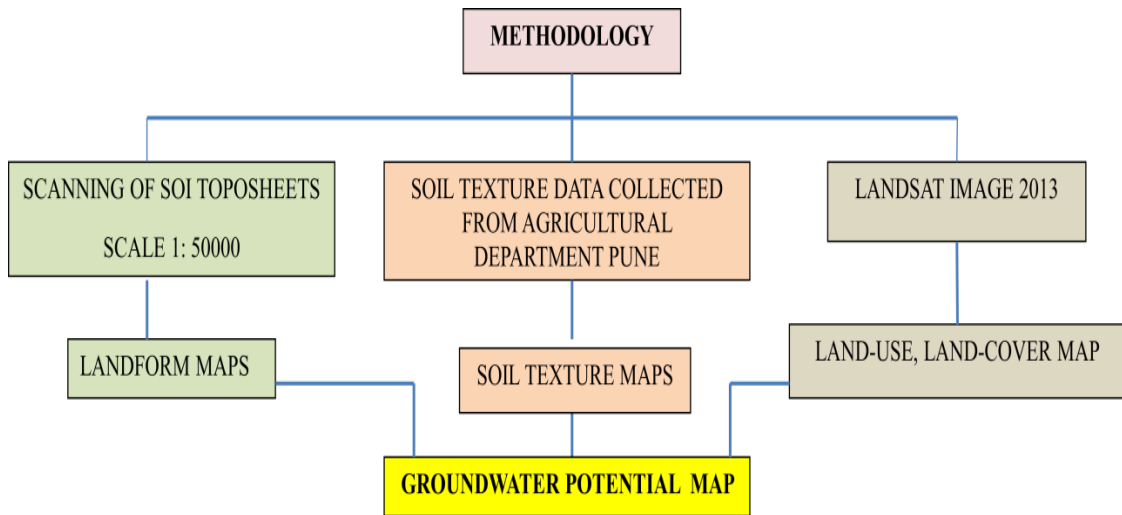 METHODOLOGY
SCANNING OF SOI TOPOSHEETS
SCALE 1: 50000
SOIL TEXTURE DATA COLLECTED
FROM AGRICULTURAL
DEPARTMENT PUNE
LANDSAT IMAGE 2013
LANDFORM MAPS
SOIL TEXTURE MAPS
LAND-USE, LAND-COVER MAP
GROUNDWATER POTENTIAL MAP